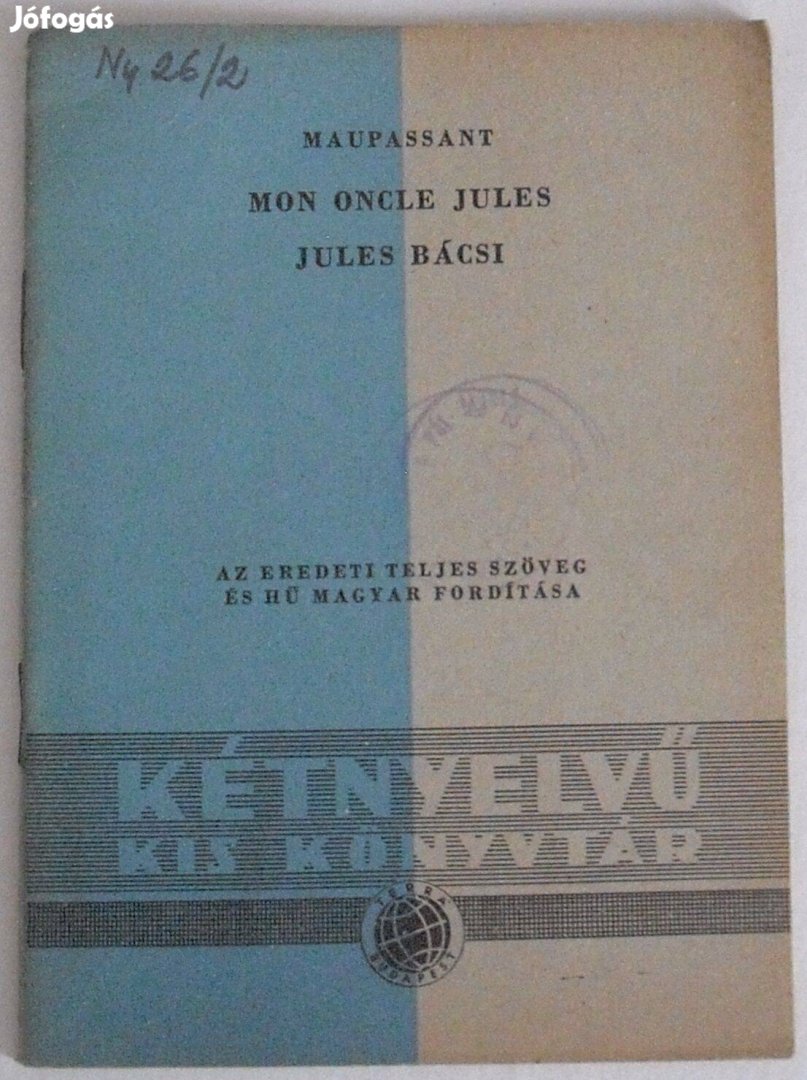 Jófogás
Ny 26/2
MAUPASSANT
MON ONCLE JULES
JULES BÁCSI
AZ EREDETI TELJES SZÖVEG
ÉS HŰ MAGYAR FORDÍTÁSA
KÉTNYELVŰ
KIS KÖNYVTÁR
TERRA
BUDAPEST